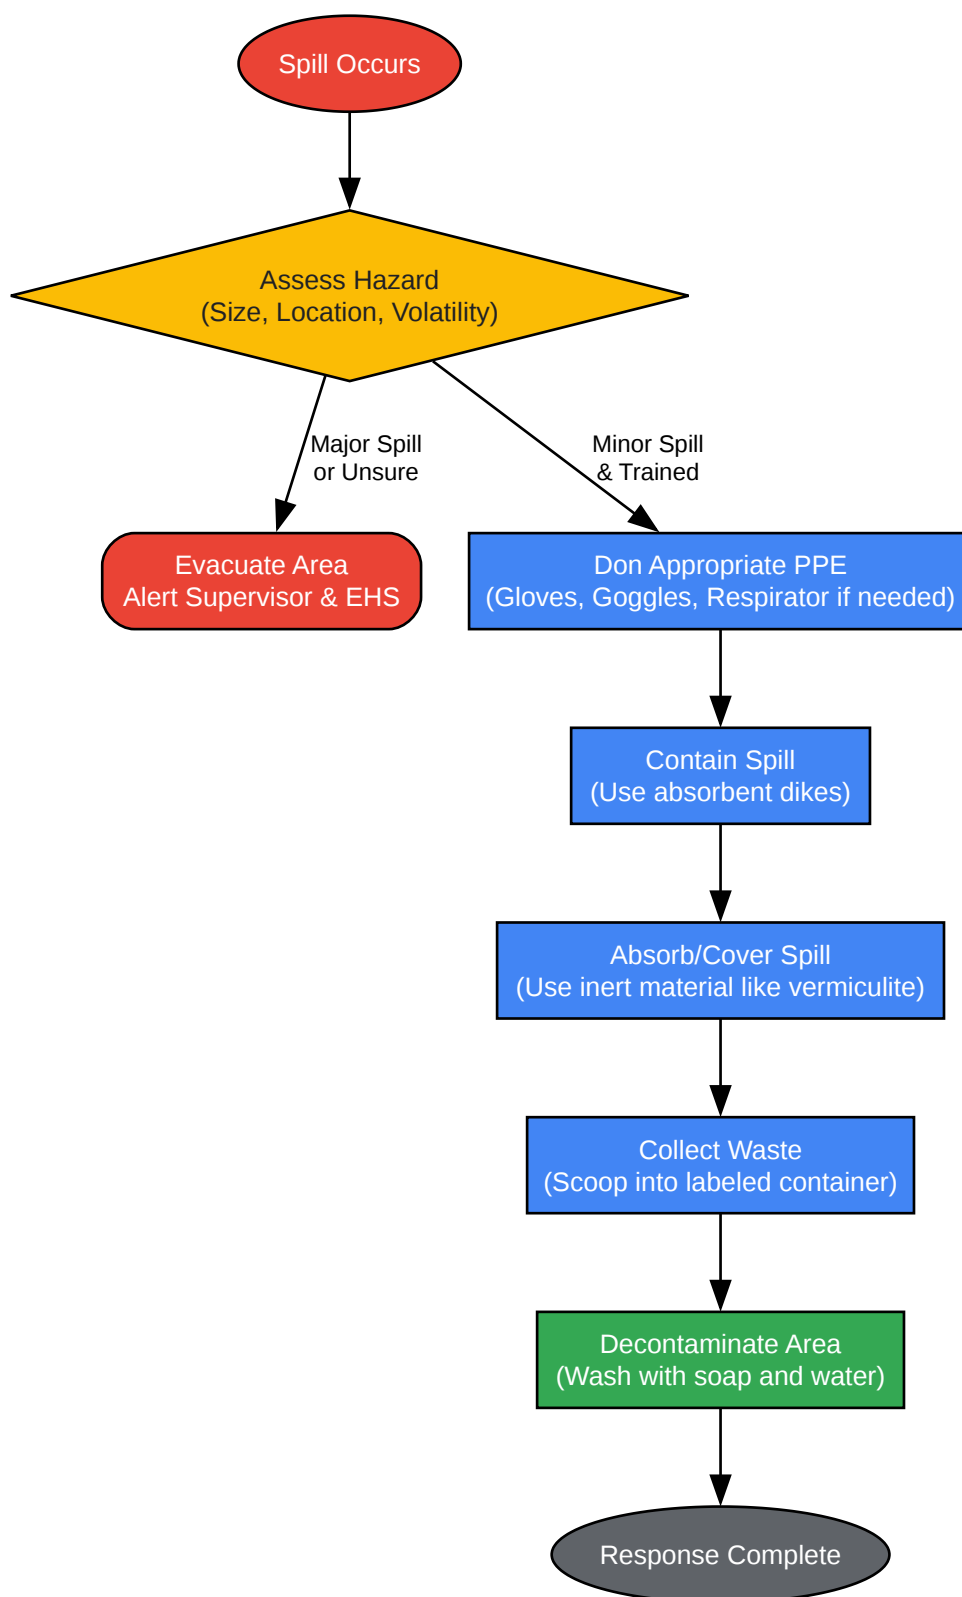 Spill Occurs
Assess Hazard
(Size, Location, Volatility)
Major Spill
or Unsure
Minor Spill
& Trained
Evacuate Area
Alert Supervisor & EHS
Don Appropriate PPE
(Gloves, Goggles, Respirator if needed)
Contain Spill
(Use absorbent dikes)
Absorb/Cover Spill
(Use inert material like vermiculite)
Collect Waste
(Scoop into labeled container)
Decontaminate Area
(Wash with soap and water)
Response Complete